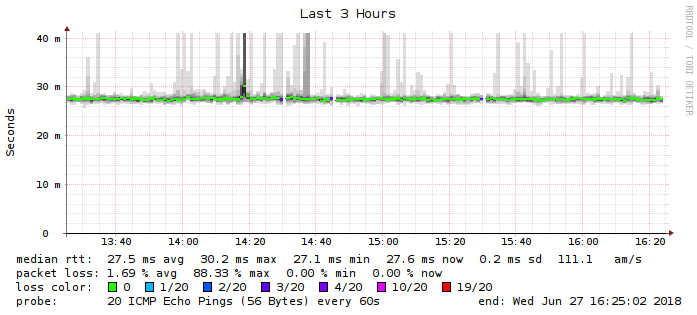 Last 3 Hours
RRDTOOL / TOBI OETIKER
Seconds
40 m
30 m
20 m
10 m
0
13:40 14:00 14:20 14:40 15:00 15:20 15:40 16:00 16:20
median rtt: 27.5 ms avg 30.2 ms max 27.1 ms min 27.6 ms now 0.2 ms sd 111.1 am/s
packet loss: 1.69 % avg 88.33 % max 0.00 % min 0.00 % now
loss color: 0 1/20 2/20 3/20 4/20 10/20 19/20
probe: 20 ICMP Echo Pings (56 Bytes) every 60s end: Wed Jun 27 16:25:02 2018